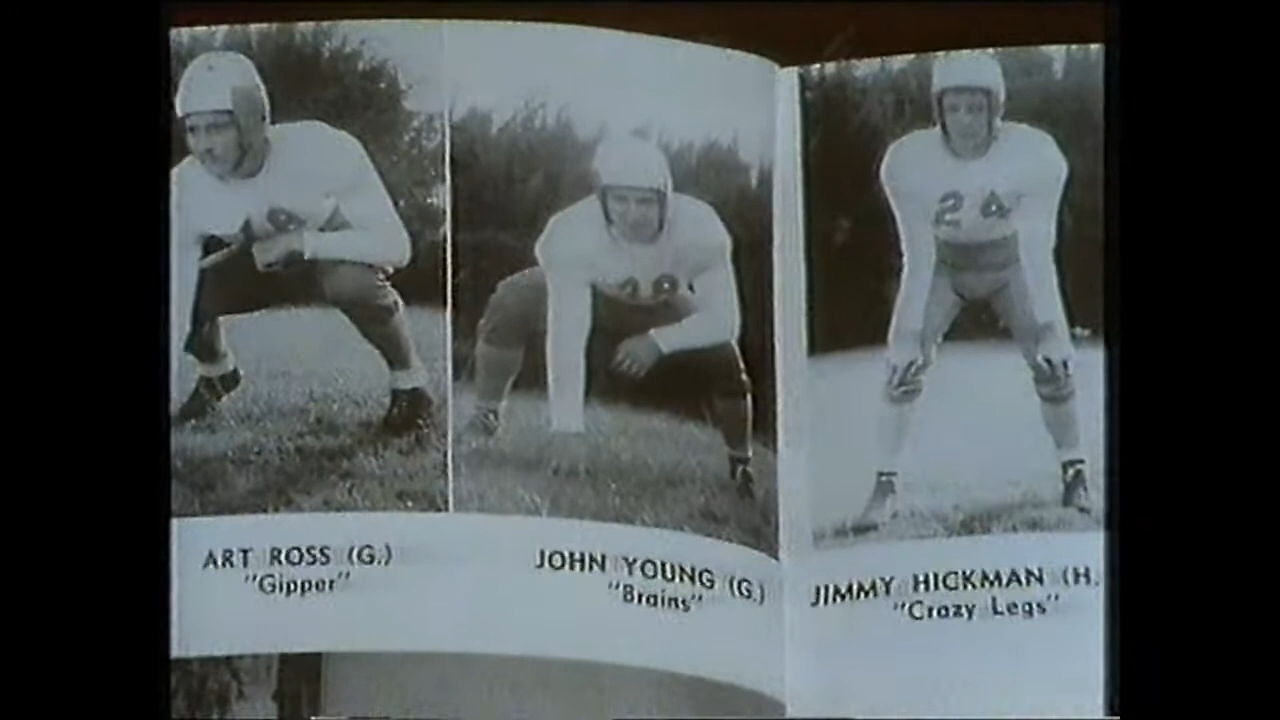 24
ART ROSS (G.)
"Gipper"
JOHN YOUNG (G.)
"Brains"
JIMMY HICKMAN (H.
"Crazy Legs"